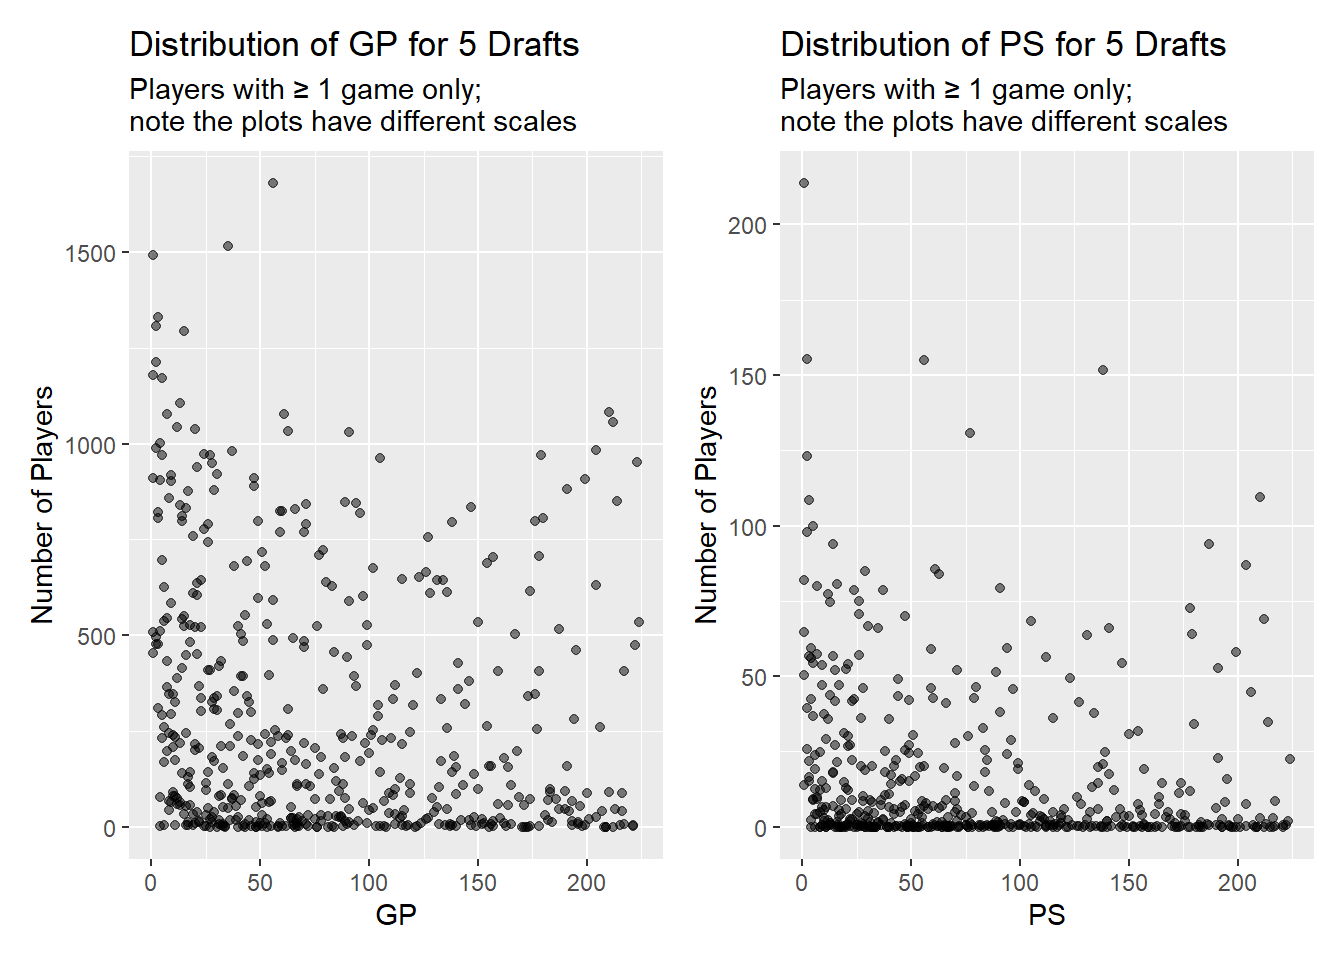 Distribution of GP for 5 Drafts
Players with ≥ 1 game only;
note the plots have different scales
1500
1000
500
0
Number of Players
0 50 100 150 200
GP
Distribution of PS for 5 Drafts
Players with ≥ 1 game only;
note the plots have different scales
200
150
100
50
0
Number of Players
0 50 100 150 200
PS